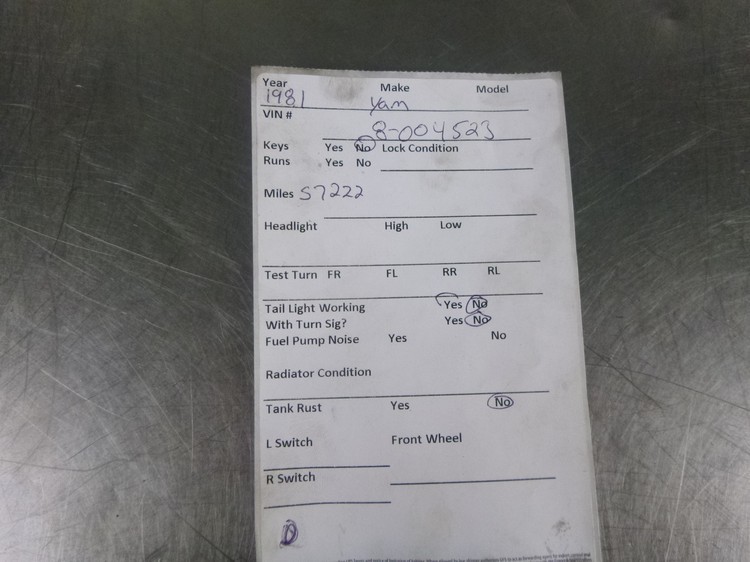 Year Make Model
1981 Yam
VIN # 8-004523
Keys Yes No Lock Condition
Runs Yes No
Miles 57222
Headlight High Low
Test Turn FR FL RR RL
Tail Light Working Yes No
With Turn Sig? Yes No
Fuel Pump Noise Yes No
Radiator Condition
Tank Rust Yes No
L Switch Front Wheel
R Switch